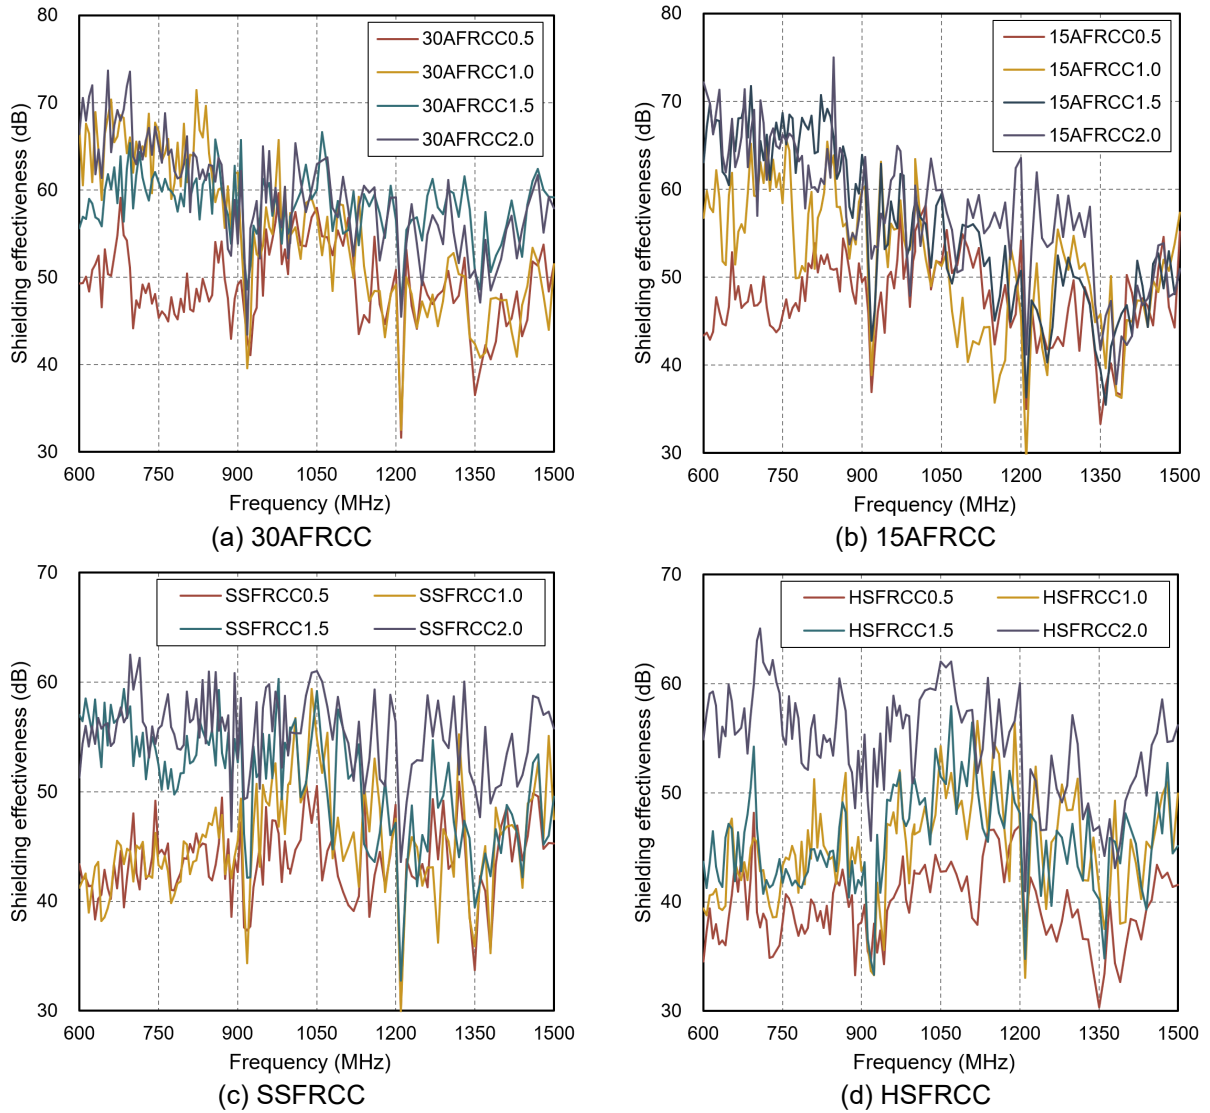 80
70
60
50
40
30
Shielding effectiveness (dB)
30AFRCC0.5
30AFRCC1.0
30AFRCC1.5
30AFRCC2.0
600 750 900 1050 1200 1350 1500
Frequency (MHz)
(a) 30AFRCC
80
70
60
50
40
30
Shielding effectiveness (dB)
15AFRCC0.5
15AFRCC1.0
15AFRCC1.5
15AFRCC2.0
600 750 900 1050 1200 1350 1500
Frequency (MHz)
(b) 15AFRCC
70
60
50
40
30
Shielding effectiveness (dB)
SSFRCC0.5 SSFRCC1.0
SSFRCC1.5 SSFRCC2.0
600 750 900 1050 1200 1350 1500
Frequency (MHz)
(c) SSFRCC
70
60
50
40
30
Shielding effectiveness (dB)
HSFRCC0.5 HSFRCC1.0
HSFRCC1.5 HSFRCC2.0
600 750 900 1050 1200 1350 1500
Frequency (MHz)
(d) HSFRCC